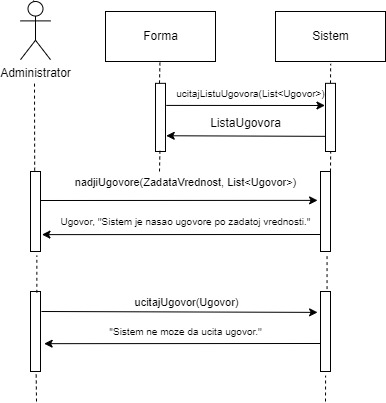 Forma
Sistem
Administrator
ucitajListuUgovora(List<Ugovor>)
ListaUgovora
nadjiUgovore(ZadataVrednost, List<Ugovor>)
Ugovor, "Sistem je nasao ugovore po zadatoj vrednosti."
ucitajUgovor(Ugovor)
"Sistem ne moze da ucita ugovor."